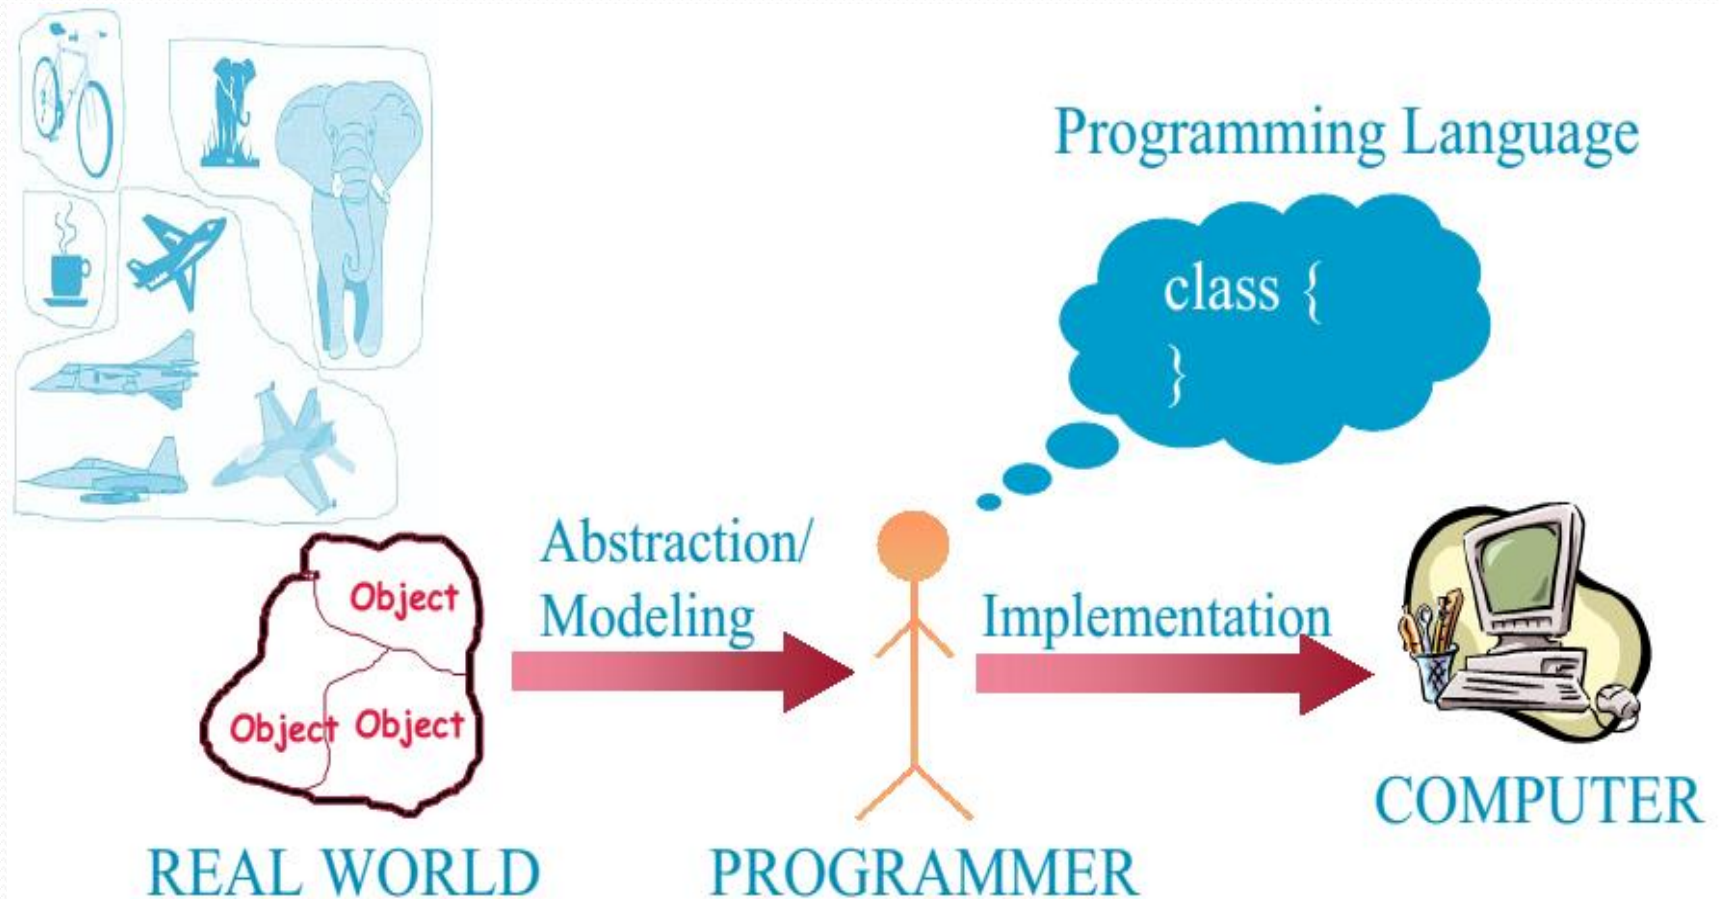 Programming Language
class {
}
Abstraction/
Modeling
Implementation
Object
Object
Object
REAL WORLD
PROGRAMMER
COMPUTER